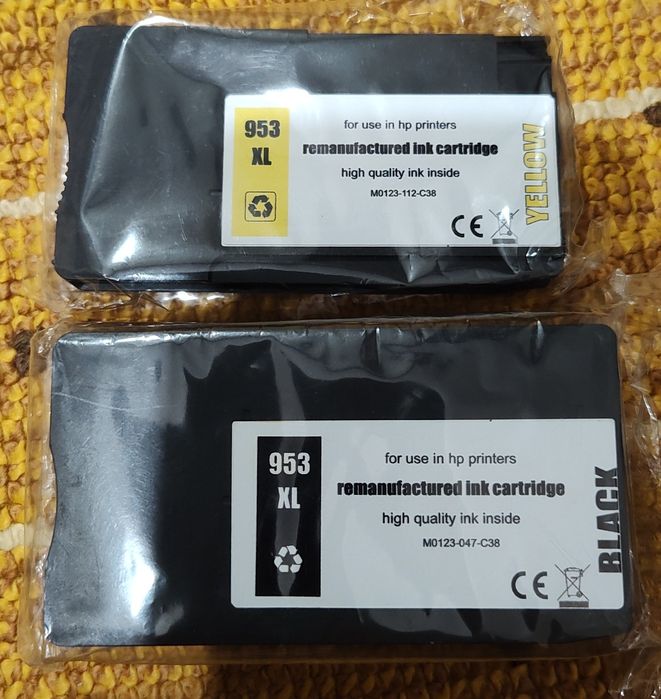 953
XL
for use in hp printers
remanufactured ink cartridge
high quality ink inside
M0123-112-C38
CE
YELLOW
953
XL
for use in hp printers
remanufactured ink cartridge
high quality ink inside
M0123-047-C38
CE
BLACK